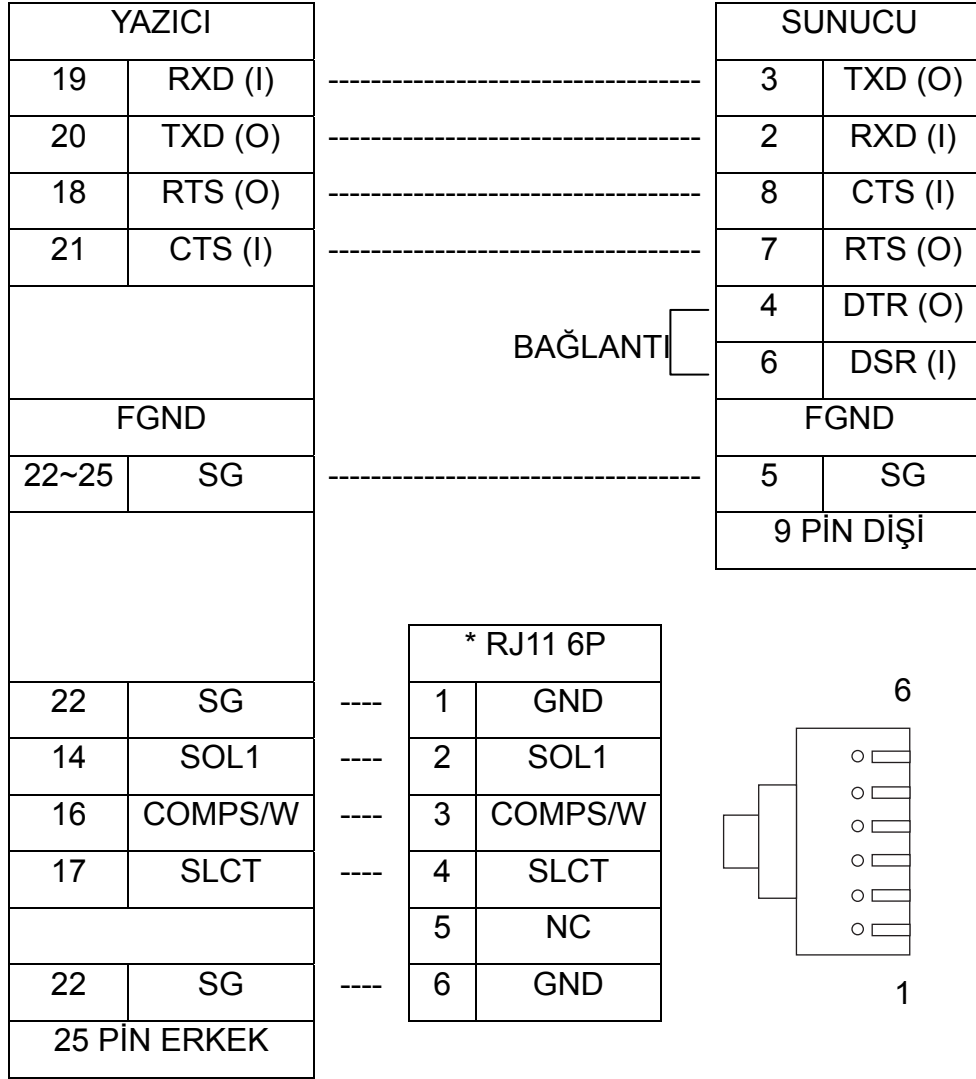 YAZICI SUNUCU
19 RXD (I) ----------------------------------- 3 TXD (O)
20 TXD (O) ----------------------------------- 2 RXD (I)
18 RTS (O) ----------------------------------- 8 CTS (I)
21 CTS (I) ----------------------------------- 7 RTS (O)
4 DTR (O)
BAĞLANTI
6 DSR (I)
FGND FGND
22~25 SG ----------------------------------- 5 SG
9 PİN DİŞİ
* RJ11 6P
22 SG ---- 1 GND 6
14 SOL1 ---- 2 SOL1
16 COMPS/W ---- 3 COMPS/W
17 SLCT ---- 4 SLCT
5 NC
22 SG ---- 6 GND 1
25 PİN ERKEK